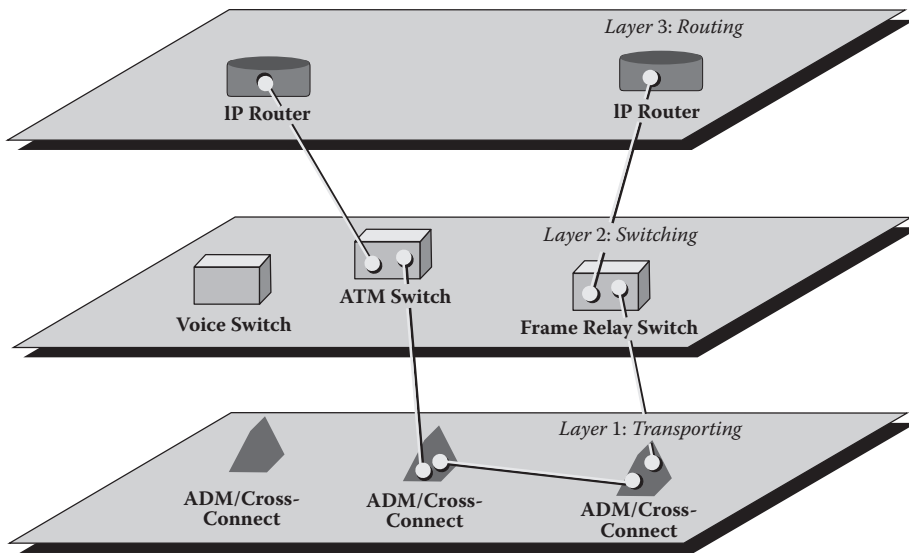 Layer 3: Routing
IP Router
IP Router
Layer 2: Switching
ATM Switch
Voice Switch
Frame Relay Switch
Layer 1: Transporting
ADM/Cross-
Connect
ADM/Cross-
Connect
ADM/Cross-
Connect